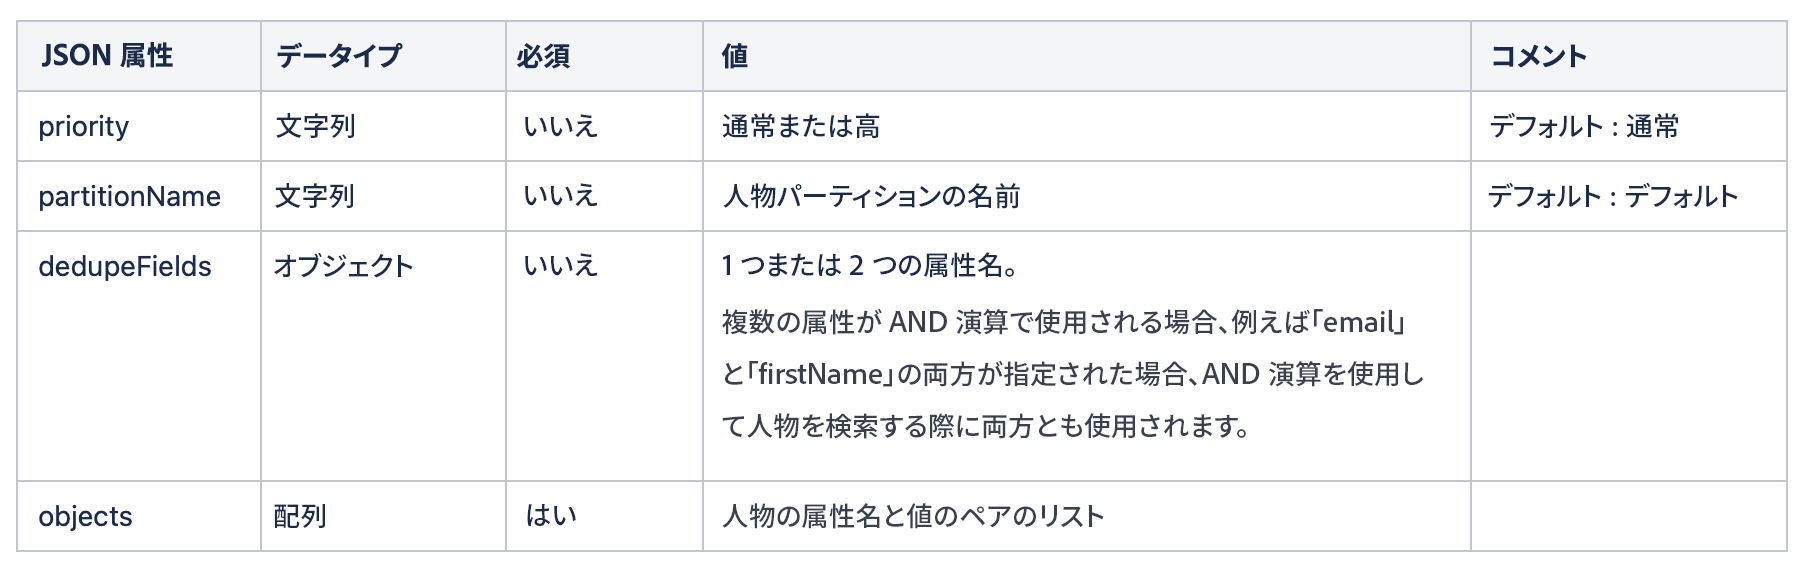 JSON 属性 データタイプ 必須 値 コメント
priority 文字列 いいえ 通常または高 デフォルト : 通常
partitionName 文字列 いいえ 人物パーティションの名前 デフォルト : デフォルト
dedupeFields オブジェクト いいえ 1 つまたは 2 つの属性名。
複数の属性が AND 演算で使用される場合、例えば「email」
と「firstName」の両方が指定された場合、AND 演算を使用し
て人物を検索する際に両方とも使用されます。
objects 配列 はい 人物の属性名と値のペアのリスト